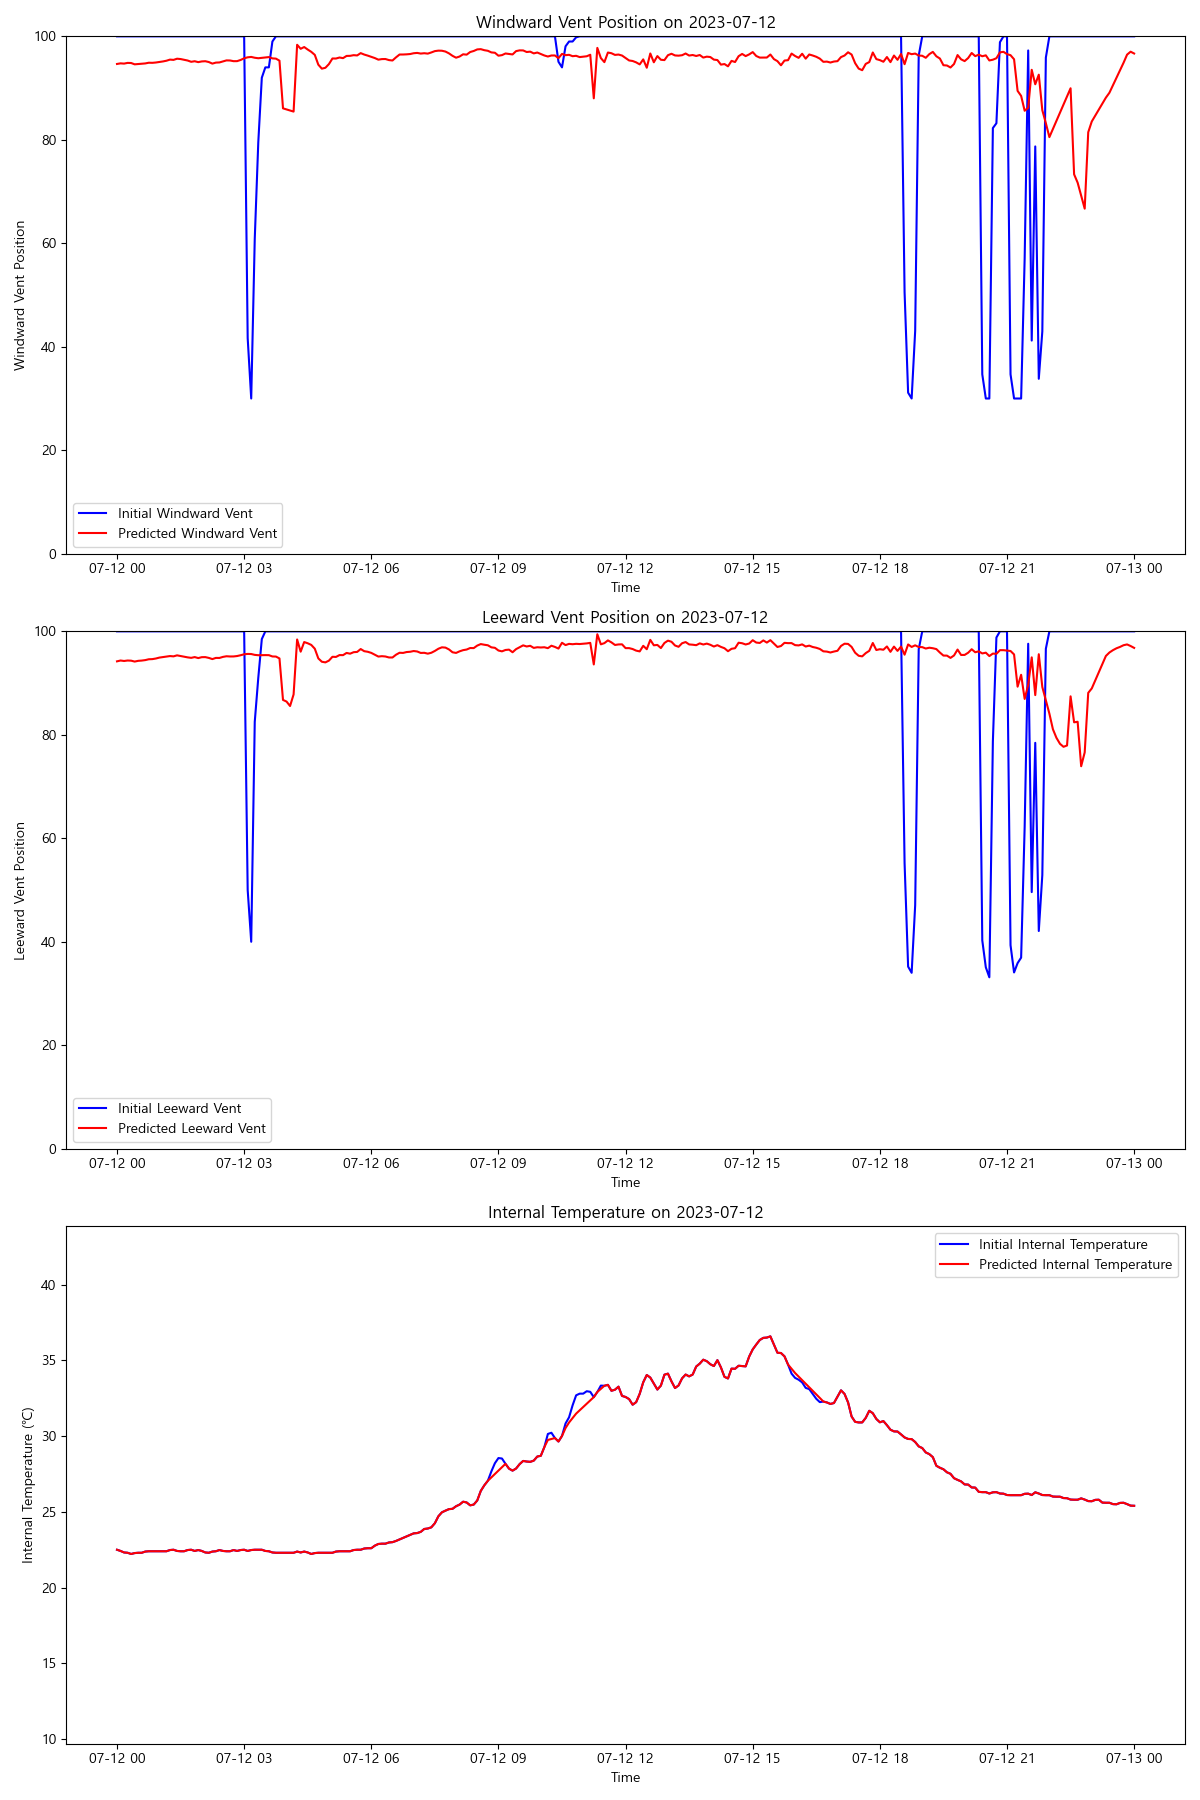 Windward Vent Position on 2023-07-12
100
80
60
40
20
0
Windward Vent Position
Initial Windward Vent
Predicted Windward Vent
07-12 00 07-12 03 07-12 06 07-12 09 07-12 12 07-12 15 07-12 18 07-12 21 07-13 00
Time
Leeward Vent Position on 2023-07-12
100
80
60
40
20
0
Leeward Vent Position
Initial Leeward Vent
Predicted Leeward Vent
07-12 00 07-12 03 07-12 06 07-12 09 07-12 12 07-12 15 07-12 18 07-12 21 07-13 00
Time
Internal Temperature on 2023-07-12
Initial Internal Temperature
Predicted Internal Temperature
40
35
30
25
20
15
10
Internal Temperature (℃)
07-12 00 07-12 03 07-12 06 07-12 09 07-12 12 07-12 15 07-12 18 07-12 21 07-13 00
Time